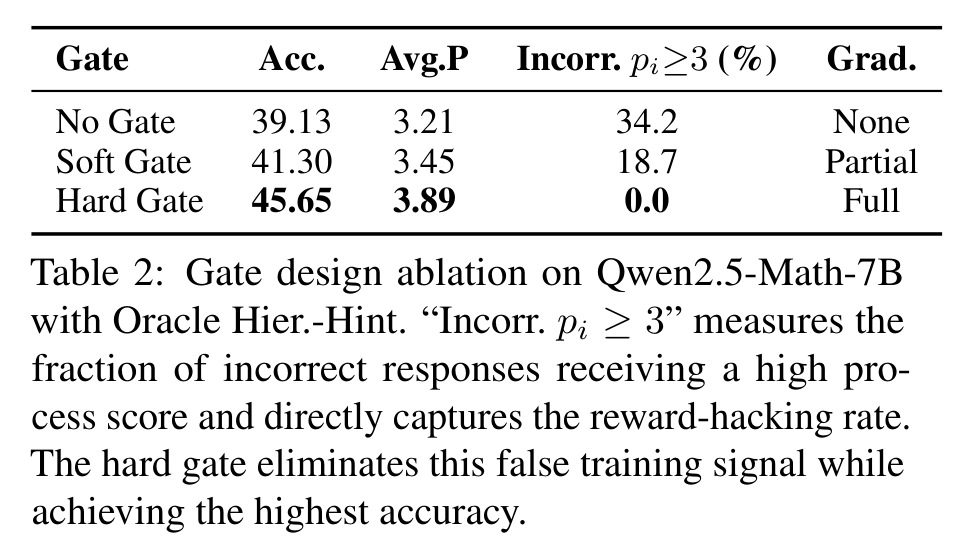 Gate Acc. Avg.P Incorr. pᵢ≥3 (%) Grad.
No Gate 39.13 3.21 34.2 None
Soft Gate 41.30 3.45 18.7 Partial
Hard Gate 45.65 3.89 0.0 Full
Table 2: Gate design ablation on Qwen2.5-Math-7B
with Oracle Hier.-Hint. “Incorr. pᵢ ≥ 3” measures the
fraction of incorrect responses receiving a high pro-
cess score and directly captures the reward-hacking rate.
The hard gate eliminates this false training signal while
achieving the highest accuracy.